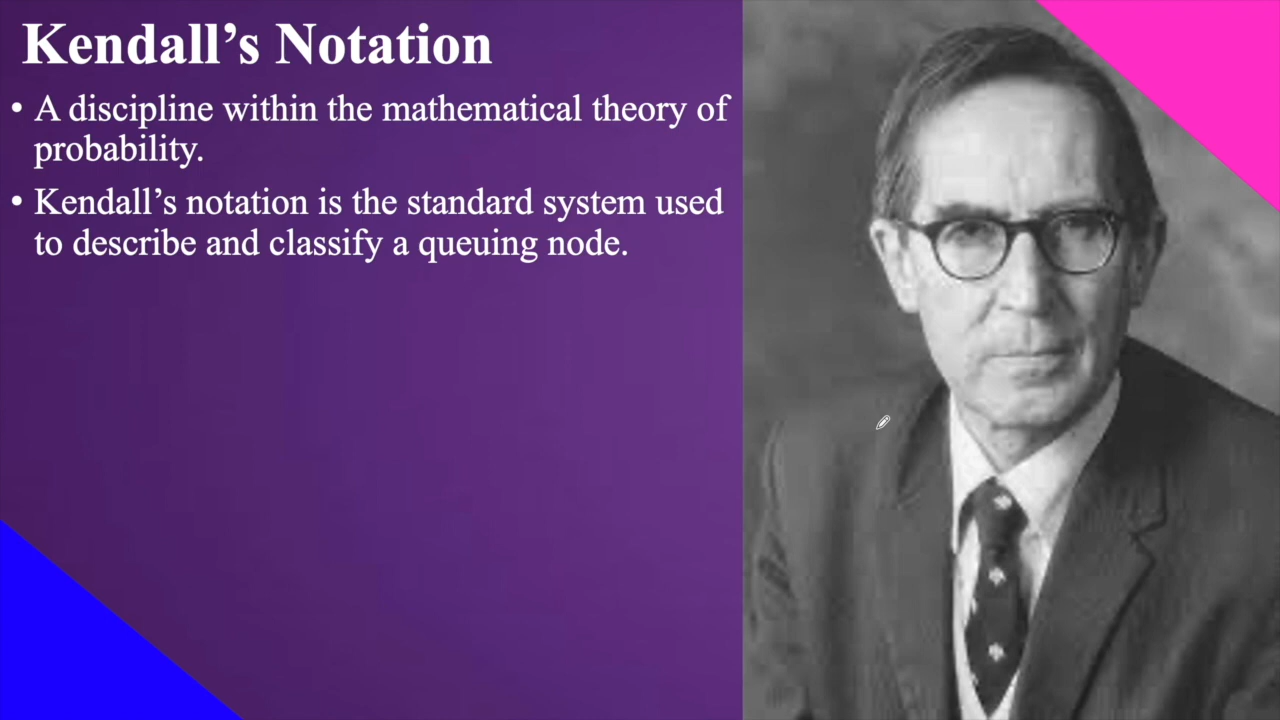 Kendall’s Notation
• A discipline within the mathematical theory of
probability.
• Kendall’s notation is the standard system used
to describe and classify a queuing node.